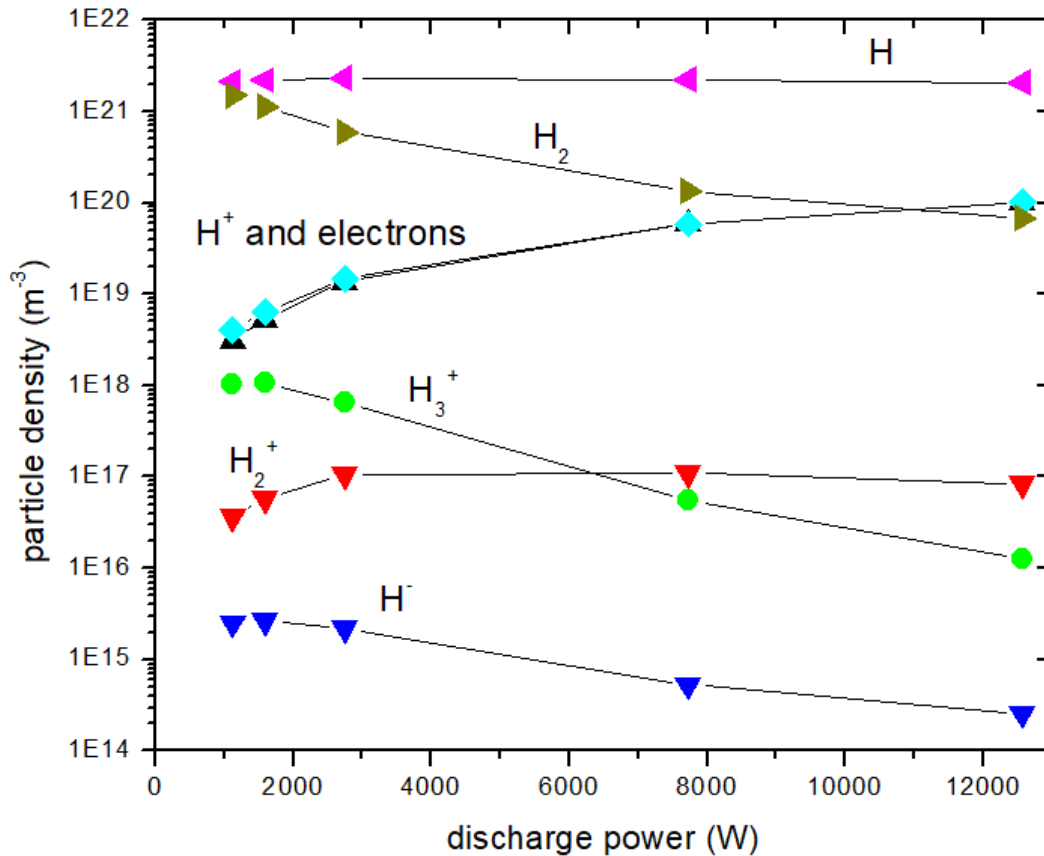 1E22
1E21
1E20
1E19
1E18
1E17
1E16
1E15
1E14
particle density (m⁻³)
H
H₂
H⁺ and electrons
H₃⁺
H₂⁺
H⁻
0 2000 4000 6000 8000 10000 12000
discharge power (W)